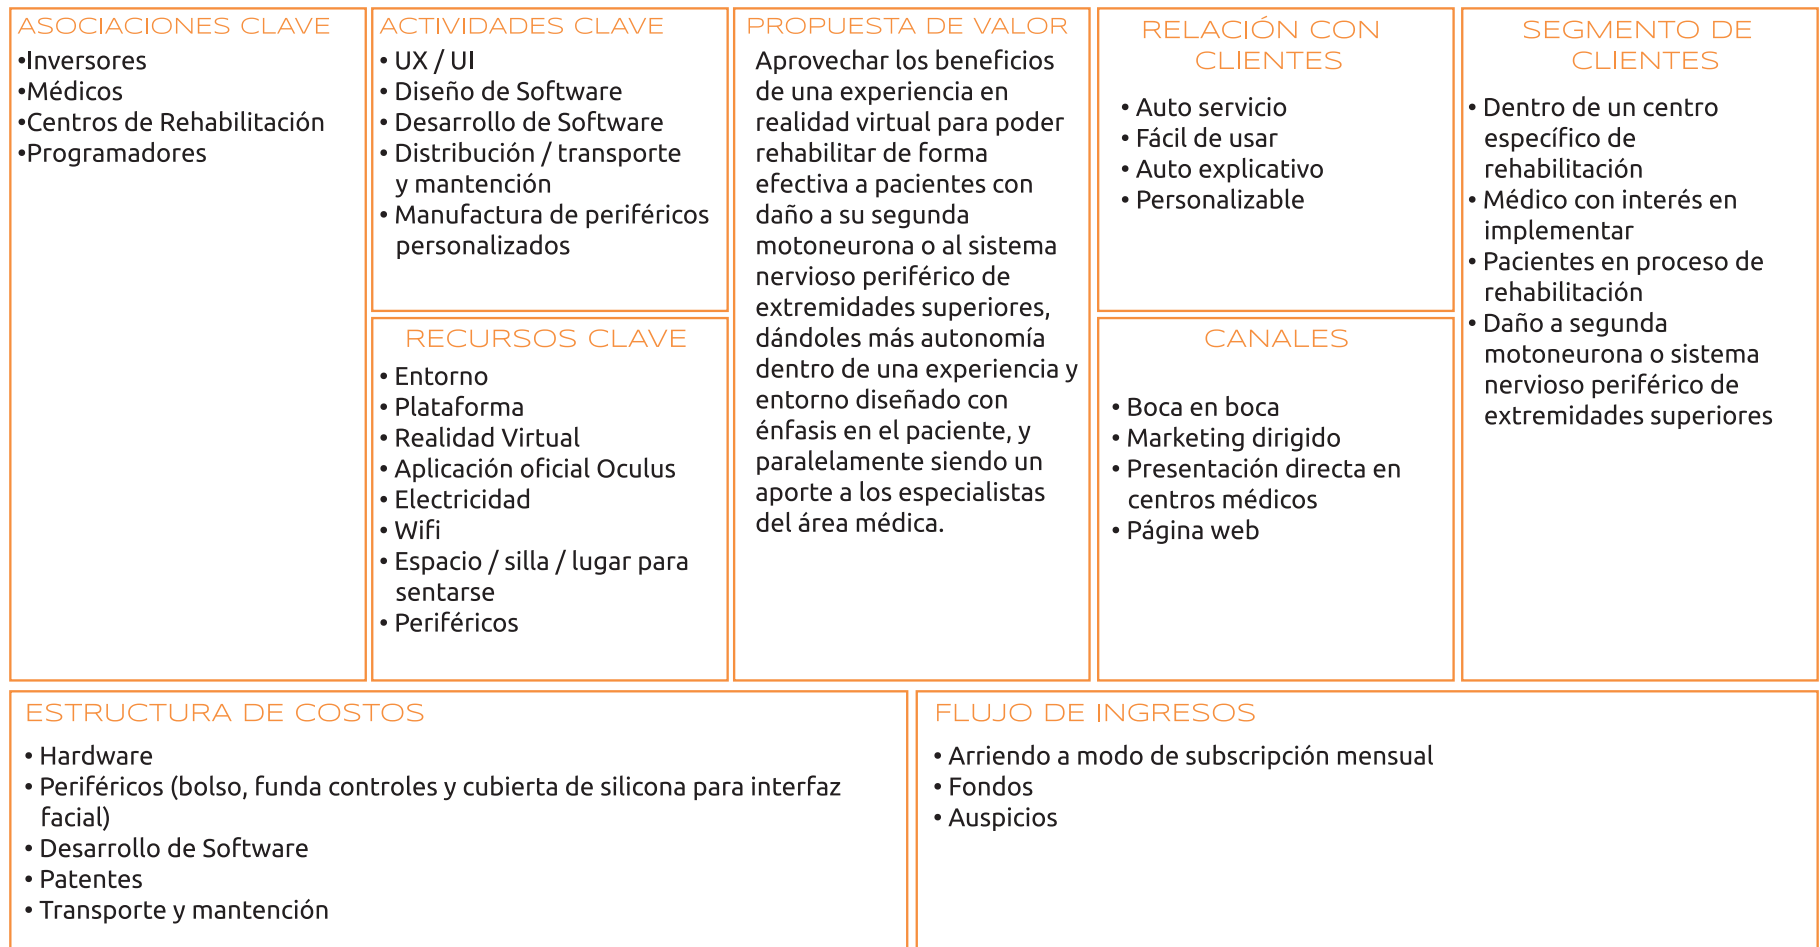 ASOCIACIONES CLAVE
•Inversores
•Médicos
•Centros de Rehabilitación
•Programadores
ACTIVIDADES CLAVE
• UX / UI
• Diseño de Software
• Desarrollo de Software
• Distribución / transporte
y mantención
• Manufactura de periféricos
personalizados
RECURSOS CLAVE
• Entorno
• Plataforma
• Realidad Virtual
• Aplicación oficial Oculus
• Electricidad
• Wifi
• Espacio / silla / lugar para
sentarse
• Periféricos
PROPUESTA DE VALOR
Aprovechar los beneficios
de una experiencia en
realidad virtual para poder
rehabilitar de forma
efectiva a pacientes con
daño a su segunda
motoneurona o al sistema
nervioso periférico de
extremidades superiores,
dándoles más autonomía
dentro de una experiencia y
entorno diseñado con
énfasis en el paciente, y
paralelamente siendo un
aporte a los especialistas
del área médica.
RELACIÓN CON
CLIENTES
• Auto servicio
• Fácil de usar
• Auto explicativo
• Personalizable
CANALES
• Boca en boca
• Marketing dirigido
• Presentación directa en
centros médicos
• Página web
SEGMENTO DE
CLIENTES
• Dentro de un centro
específico de
rehabilitación
• Médico con interés en
implementar
• Pacientes en proceso de
rehabilitación
• Daño a segunda
motoneurona o sistema
nervioso periférico de
extremidades superiores
ESTRUCTURA DE COSTOS
• Hardware
• Periféricos (bolso, funda controles y cubierta de silicona para interfaz
facial)
• Desarrollo de Software
• Patentes
• Transporte y mantención
FLUJO DE INGRESOS
• Arriendo a modo de subscripción mensual
• Fondos
• Auspicios